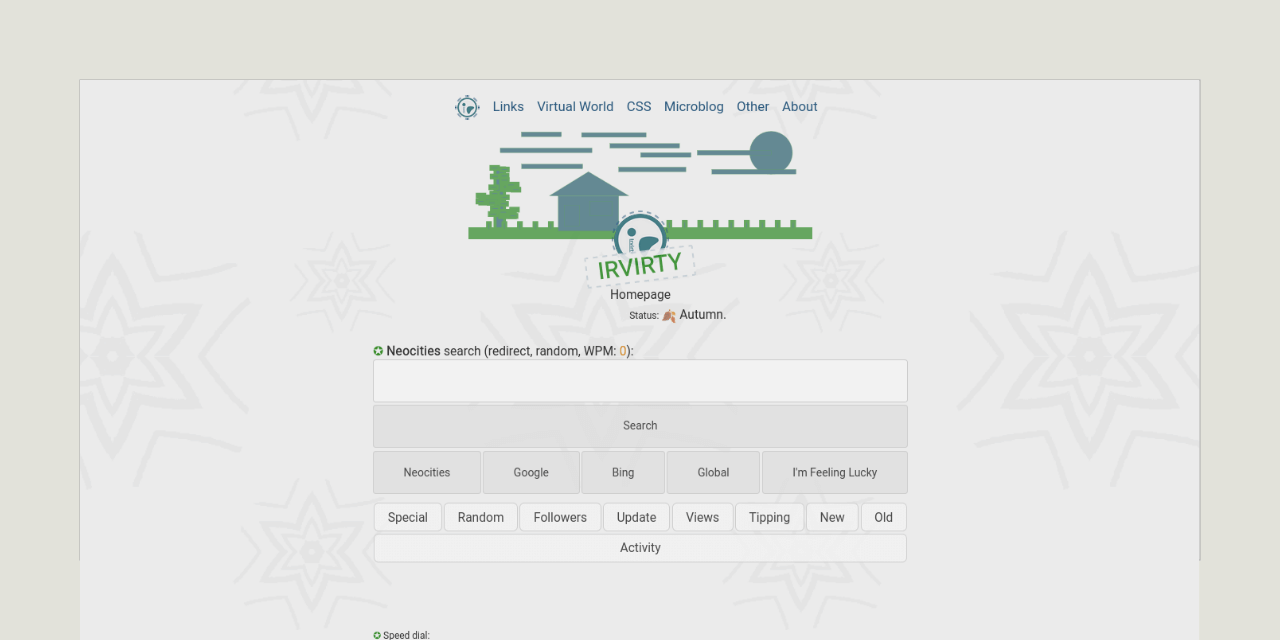 Links Virtual World CSS Microblog Other About
IRVIRTY
Homepage
Status: 🍂 Autumn.
✪ Neocities search (redirect, random, WPM: 0):
Search
Neocities Google Bing Global I'm Feeling Lucky
Special Random Followers Update Views Tipping New Old
Activity
✪ Speed dial: